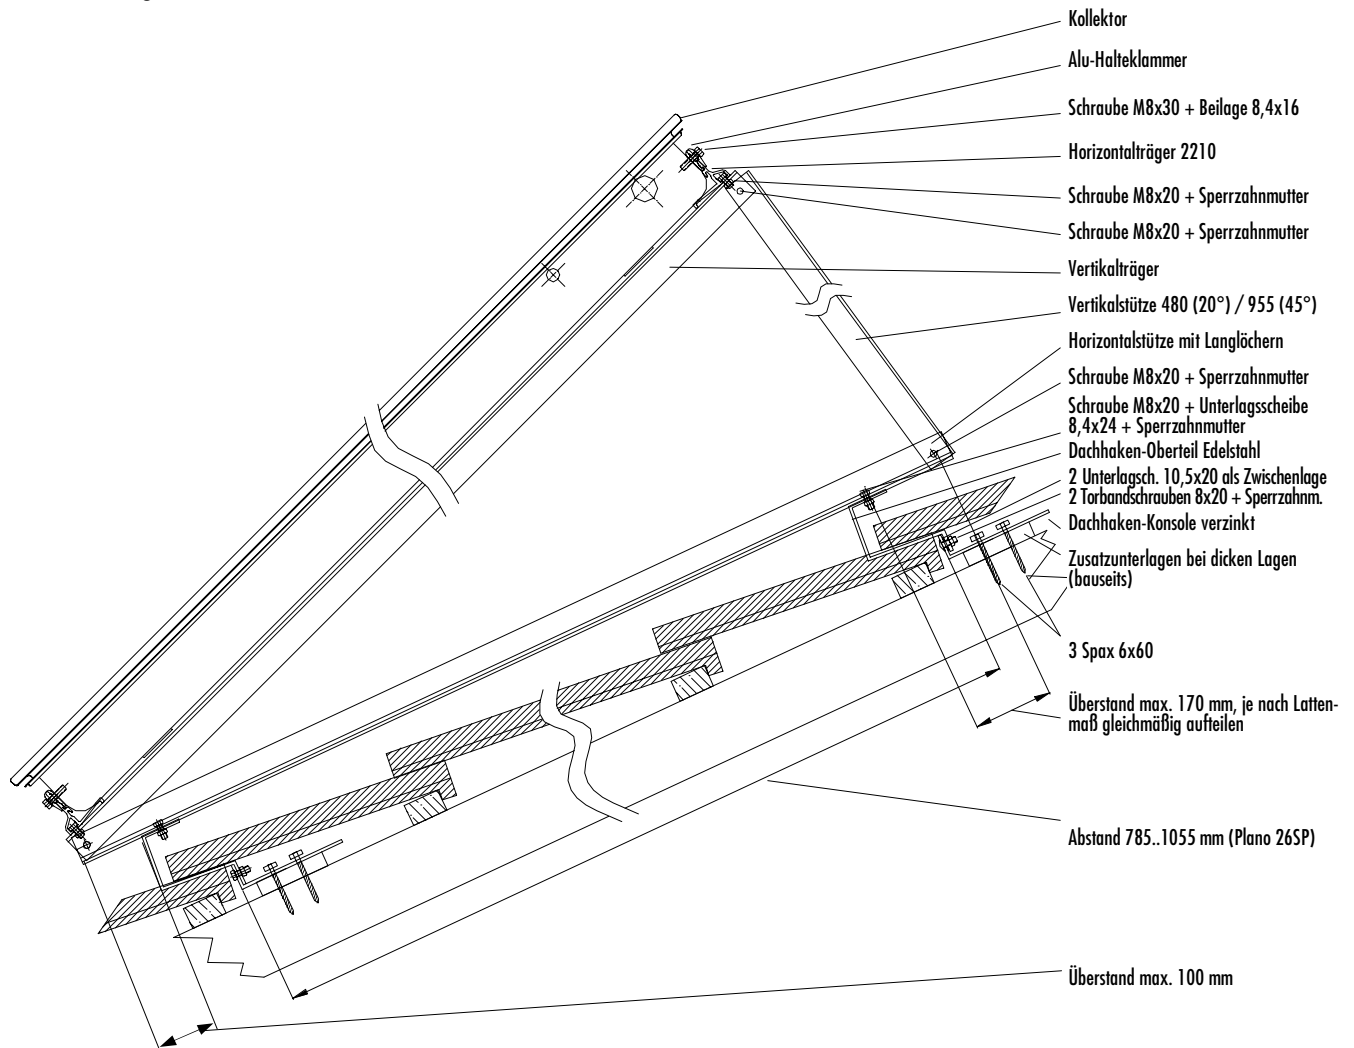 Kollektor
Alu-Halteklammer
Schraube M8x30 + Beilage 8,4x16
Horizontalträger 2210
Schraube M8x20 + Sperrzahnmutter
Schraube M8x20 + Sperrzahnmutter
Vertikalträger
Vertikalstütze 480 (20°) / 955 (45°)
Horizontalstütze mit Langlöchern
Schraube M8x20 + Sperrzahnmutter
Schraube M8x20 + Unterlagsscheibe
8,4x24 + Sperrzahnmutter
Dachhaken-Oberteil Edelstahl
2 Unterlagsch. 10,5x20 als Zwischenlage
2 Torbandschrauben 8x20 + Sperrzahnm.
Dachhaken-Konsole verzinkt
Zusatzunterlagen bei dicken Lagen
(bauseits)
3 Spax 6x60
Überstand max. 170 mm, je nach Latten-
maß gleichmäßig aufteilen
Abstand 785..1055 mm (Plano 26SP)
Überstand max. 100 mm